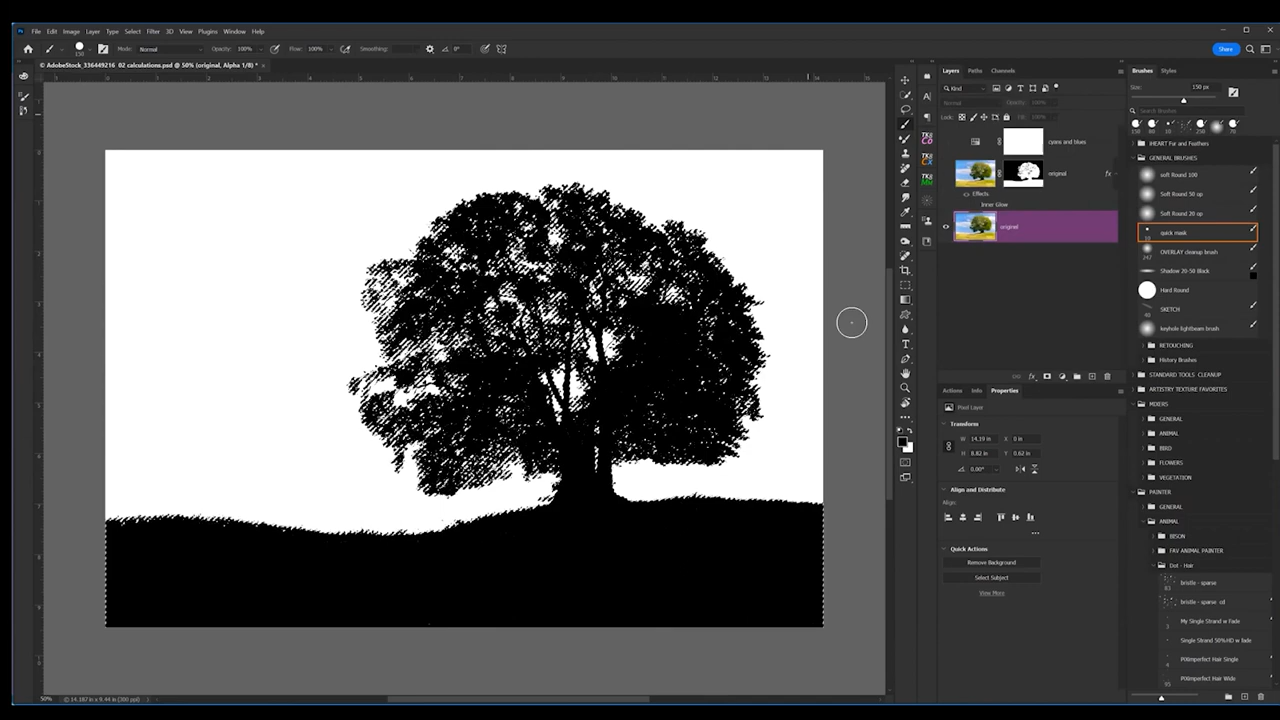 File Edit Image Layer Type Select Filter 3D View Plugins Window Help
Mode: Normal Opacity: 100% Flow: 100% Smoothing: 0° Share
© AdobeStock_336449216 02 calculations.psd @ 50% (original, Alpha 1/8) *
Layers Paths Channels
Kind
Normal Opacity: 100%
Lock: Fill: 100%
cyans and blues
original
fx
Effects
Inner Glow
original
Actions Info Properties
Pixel Layer
Transform
W 14.19 in X 0 in
H 8.82 in Y 0.62 in
0.00°
Align and Distribute
Align:
Quick Actions
Remove Background
Select Subject
View More
Brushes Styles
Size: 150 px
Search Brushes
iHEART Fur and Feathers
GENERAL BRUSHES
soft Round 100
Soft Round 50 op
Soft Round 20 op
quick mask
OVERLAY cleanup brush
247
Shadow 20-50 Black
Hard Round
SKETCH
keyhole lightbeam brush
RETOUCHING
History Brushes
STANDARD TOOLS CLEANUP
ARTISTRY TEXTURE FAVORITES
MIXERS
GENERAL
ANIMAL
BIRD
FLOWERS
VEGETATION
PAINTER
GENERAL
ANIMAL
BISON
FAV ANIMAL PAINTER
Dot - Hair
bristle - sparse
bristle - sparse cd
My Single Strand w Fade
Single Strand 50%HD w fade
PIXimperfect Hair Single
PIXimperfect Hair Wide
50% 14.187 in x 9.44 in (300 ppi)